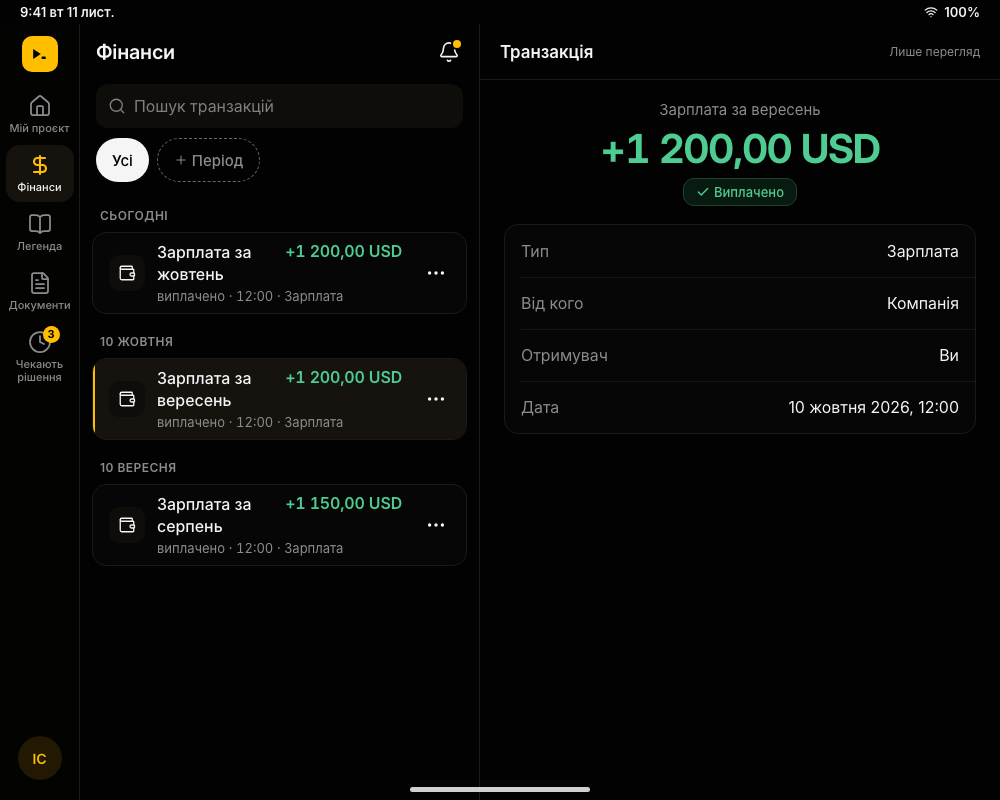 9:41 вт 11 лист.
100%
Мій проєкт
Фінанси
Легенда
Документи
3
Чекають
рішення
ІС
Фінанси
Пошук транзакцій
Усі
+ Період
СЬОГОДНІ
Зарплата за
жовтень
+1 200,00 USD
виплачено · 12:00 · Зарплата
10 ЖОВТНЯ
Зарплата за
вересень
+1 200,00 USD
виплачено · 12:00 · Зарплата
10 ВЕРЕСНЯ
Зарплата за
серпень
+1 150,00 USD
виплачено · 12:00 · Зарплата
Транзакція
Лише перегляд
Зарплата за вересень
+1 200,00 USD
Виплачено
Тип
Зарплата
Від кого
Компанія
Отримувач
Ви
Дата
10 жовтня 2026, 12:00